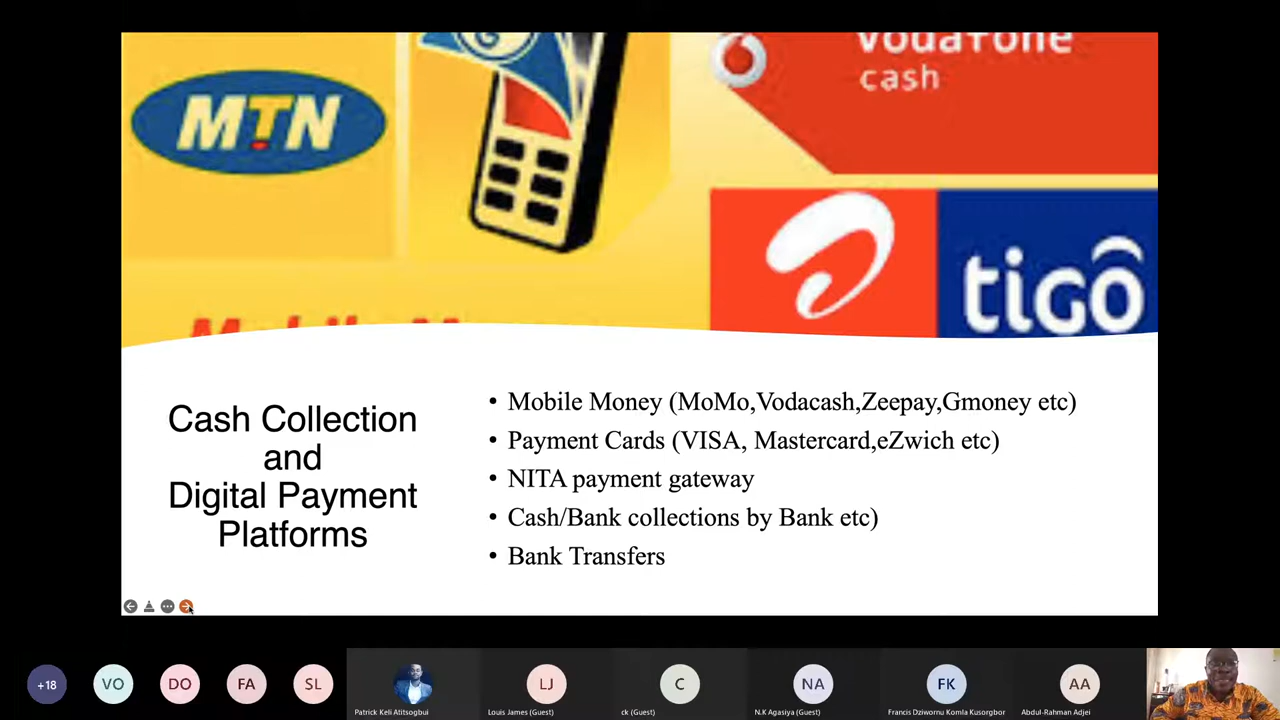 MTN
vodafone
cash
tigo
Cash Collection
and
Digital Payment
Platforms
• Mobile Money (MoMo,Vodacash,Zeepay,Gmoney etc)
• Payment Cards (VISA, Mastercard,eZwich etc)
• NITA payment gateway
• Cash/Bank collections by Bank etc)
• Bank Transfers
+18
VO
DO
FA
SL
LJ
C
NA
FK
AA
Patrick Keli Atitsogbui
Louis James (Guest)
ck (Guest)
N.K Agasiya (Guest)
Francis Dziwornu Komla Kusorgbor
Abdul-Rahman Adjei